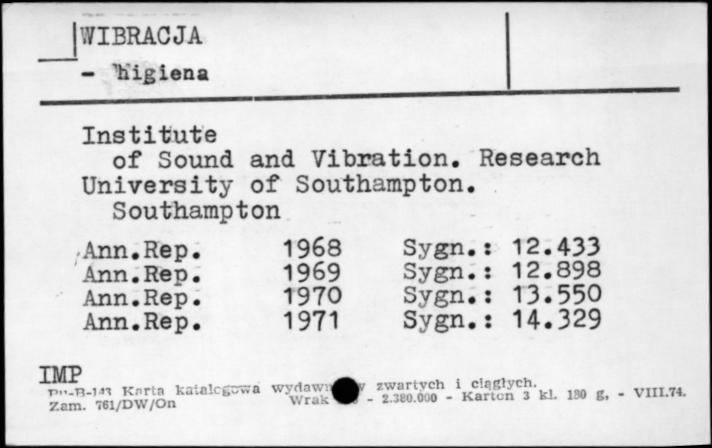 WIBRACJA
- higiena
Institute
of Sound and Vibration. Research
University of Southampton.
Southampton
Ann.Rep. 1968 Sygn.: 12.433
Ann.Rep. 1969 Sygn.: 12.898
Ann.Rep. 1970 Sygn.: 13.550
Ann.Rep. 1971 Sygn.: 14.329
IMP
Pu-B-143 Karta katalogowa zwartych i ciągłych.
Zam. 761/DW/On Wrak - 2.380.000 - Karton 3 kl. 180 g, - VIII.74.